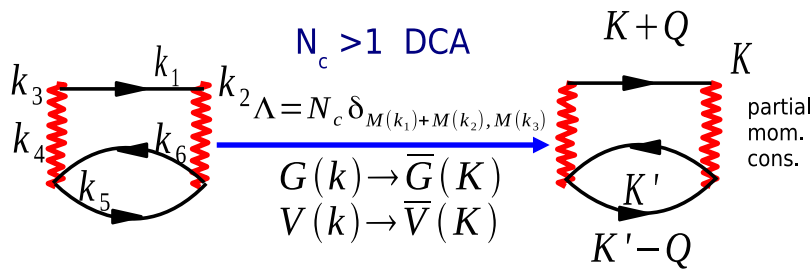 N_c >1 DCA
k_3
k_1
k_2
k_4
k_6
k_5
Λ=N_c δ_{M(k_1)+M(k_2),M(k_3)}
G(k)→G̅(K)
V(k)→V̅(K)
K+Q
K
partial
mom.
cons.
K'
K'−Q